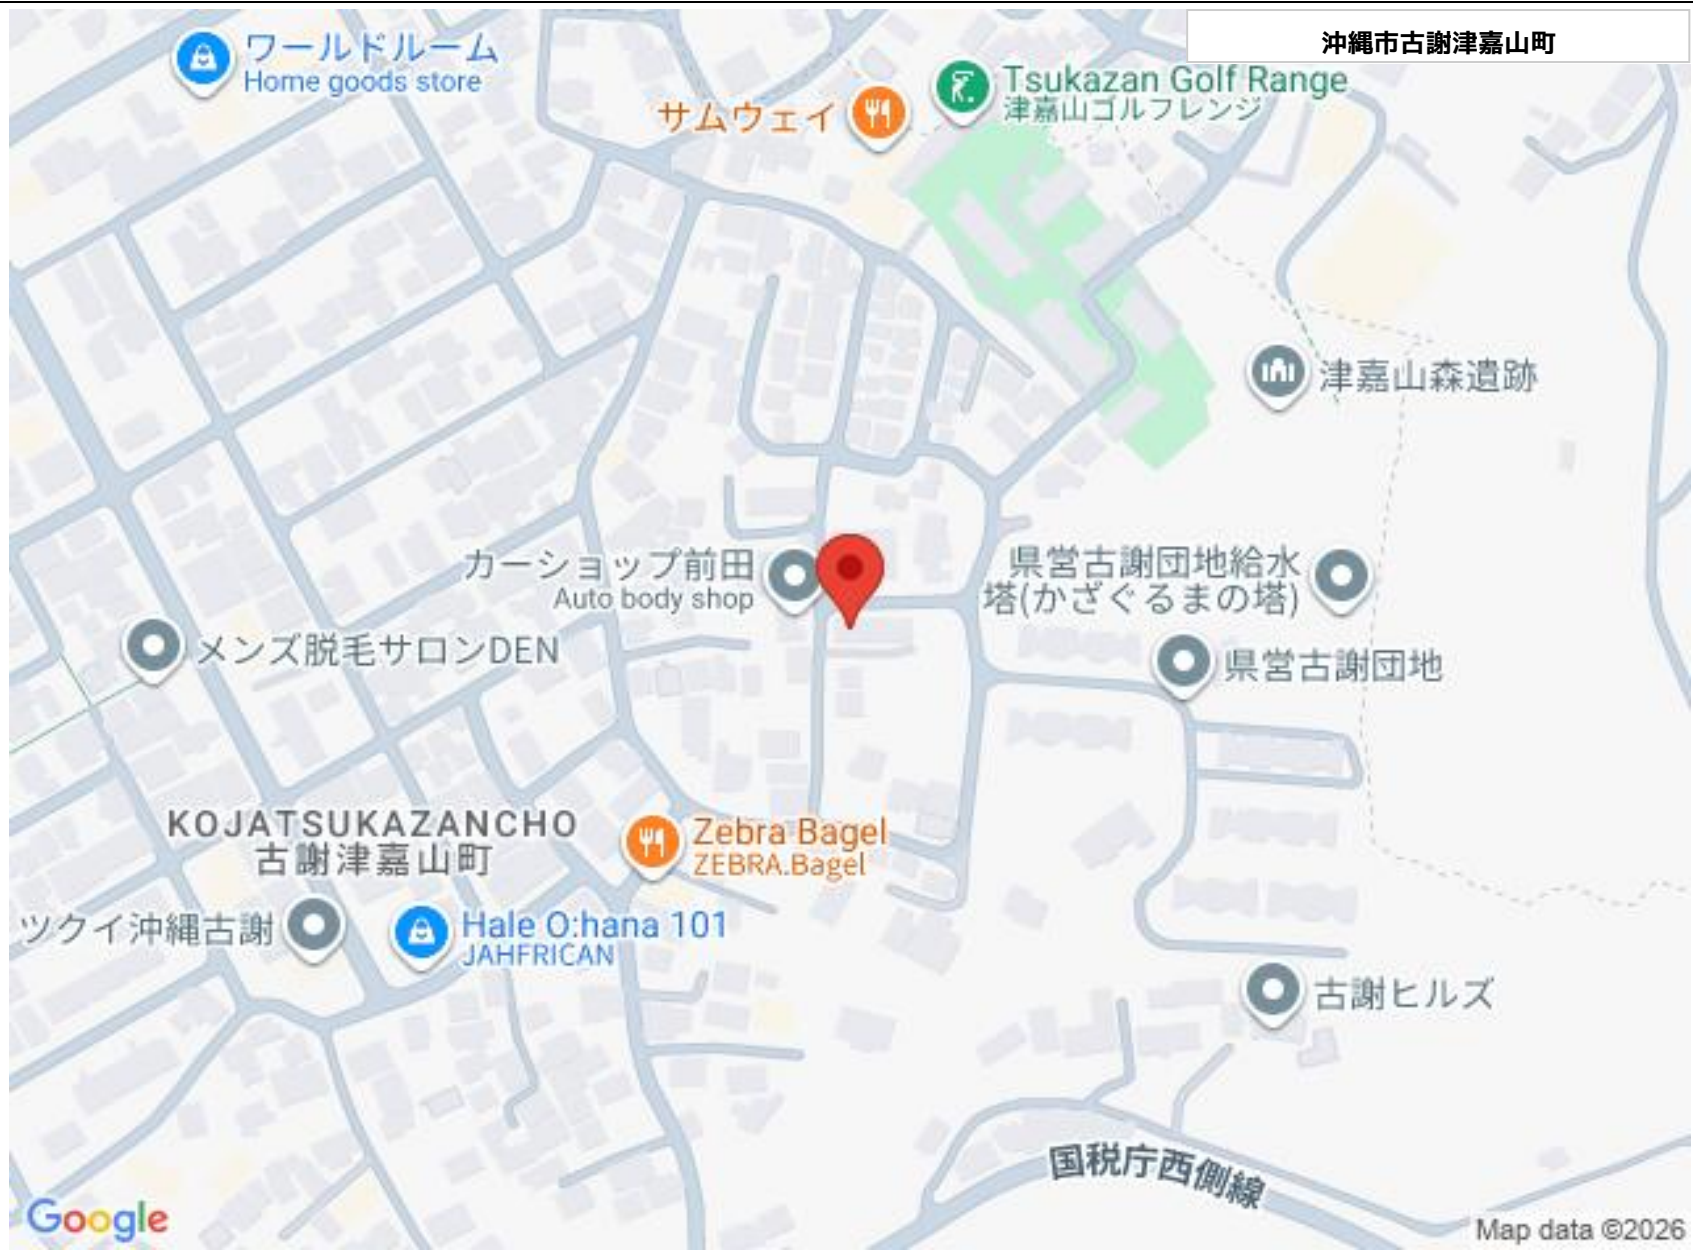 沖縄市古謝津嘉山町
ワールドルーム
Home goods store
サムウェイ
Tsukazan Golf Range
津嘉山ゴルフレンジ
津嘉山森遺跡
カーショップ前田
Auto body shop
県営古謝団地給水
塔(かざぐるまの塔)
メンズ脱毛サロンDEN
県営古謝団地
KOJATSUKAZANCHO
古謝津嘉山町
Zebra Bagel
ZEBRA.Bagel
ツクイ沖縄古謝
Hale O:hana 101
JAHFRICAN
古謝ヒルズ
国税庁西側線
Google
Map data ©2026